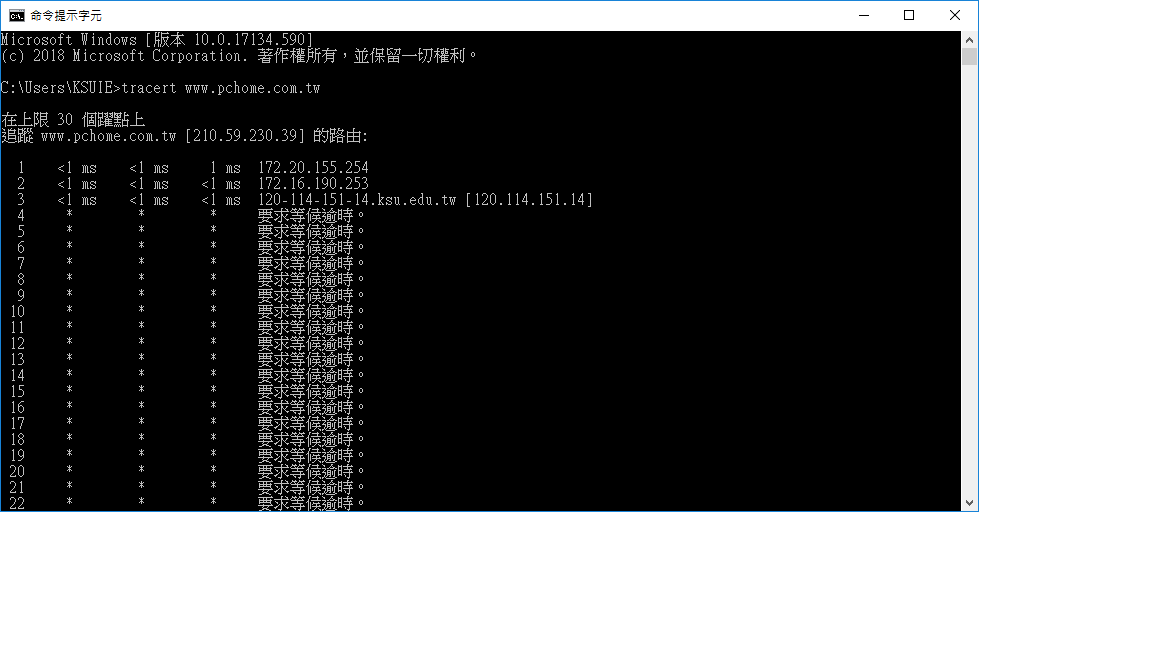 命令提示字元
Microsoft Windows [版本 10.0.17134.590]
(c) 2018 Microsoft Corporation. 著作權所有，並保留一切權利。
C:\Users\KSUIE>tracert www.pchome.com.tw
在上限 30 個躍點上
追蹤 www.pchome.com.tw [210.59.230.39] 的路由:
1 <1 ms <1 ms 1 ms 172.20.155.254
2 <1 ms <1 ms <1 ms 172.16.190.253
3 <1 ms <1 ms <1 ms 120-114-151-14.ksu.edu.tw [120.114.151.14]
4 * * * 要求等候逾時。
5 * * * 要求等候逾時。
6 * * * 要求等候逾時。
7 * * * 要求等候逾時。
8 * * * 要求等候逾時。
9 * * * 要求等候逾時。
10 * * * 要求等候逾時。
11 * * * 要求等候逾時。
12 * * * 要求等候逾時。
13 * * * 要求等候逾時。
14 * * * 要求等候逾時。
15 * * * 要求等候逾時。
16 * * * 要求等候逾時。
17 * * * 要求等候逾時。
18 * * * 要求等候逾時。
19 * * * 要求等候逾時。
20 * * * 要求等候逾時。
21 * * * 要求等候逾時。
22 * * * 要求等候逾時。